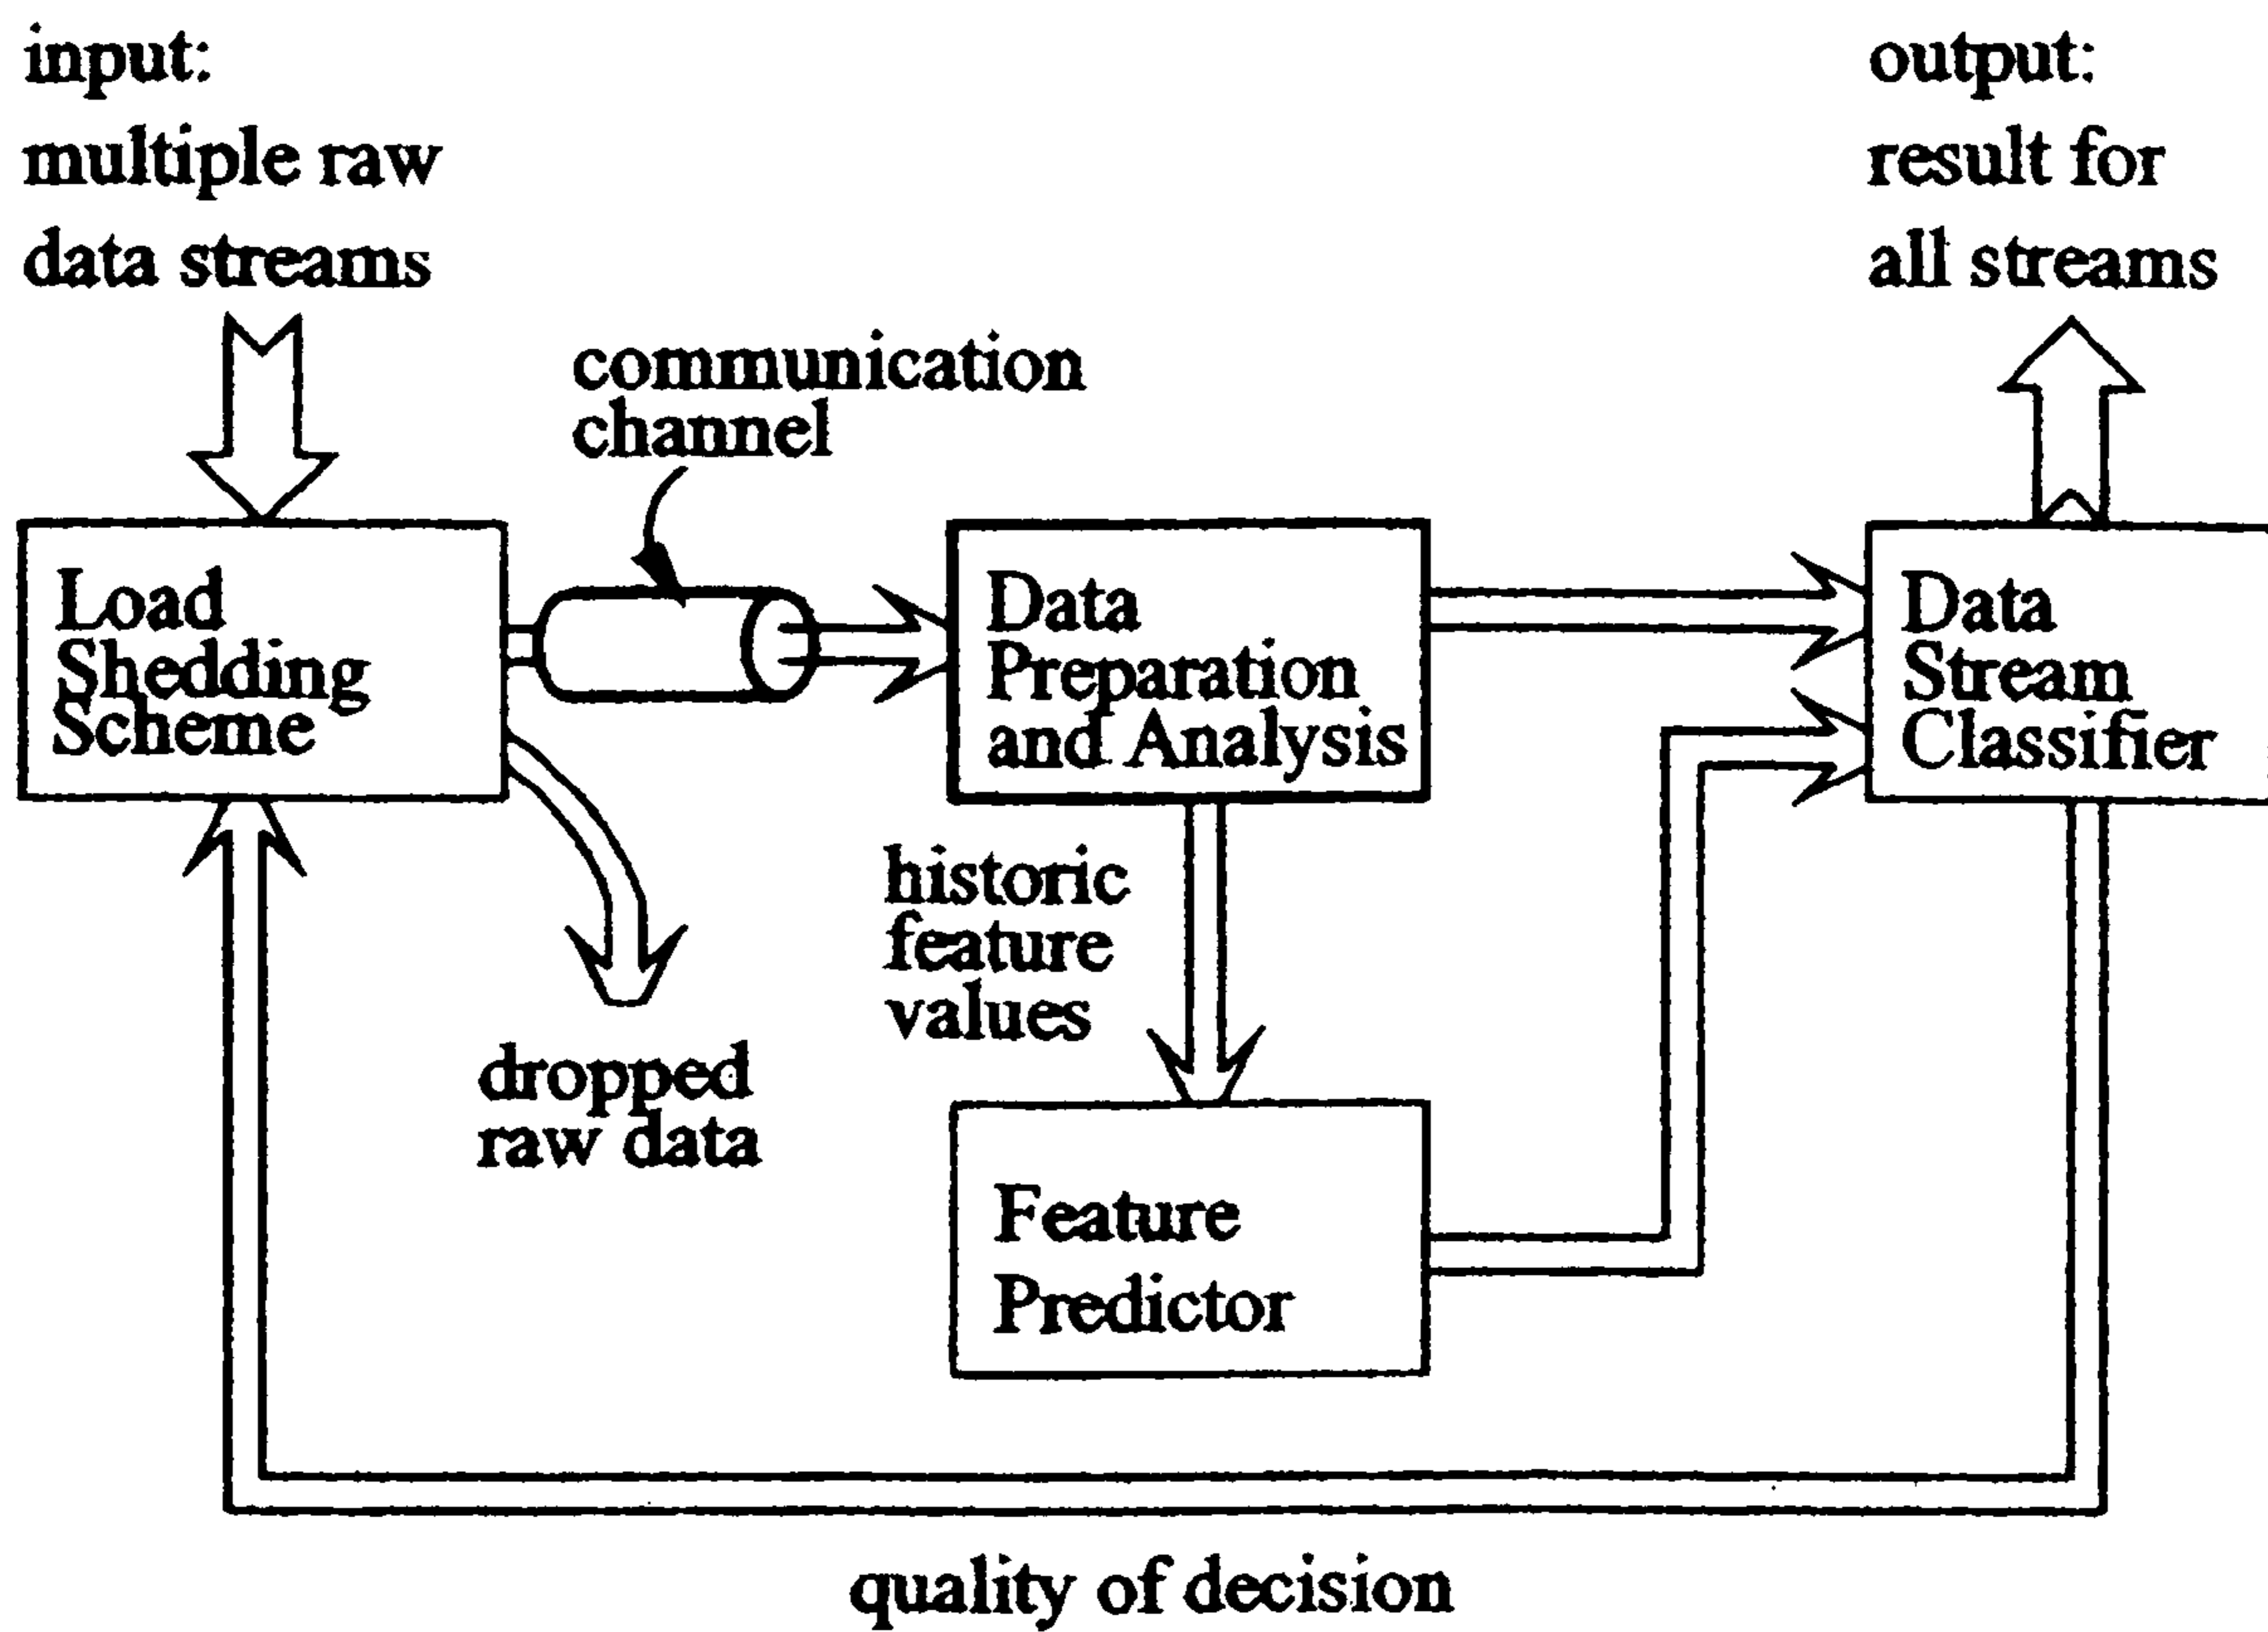 input:
multiple raw
data streams
output:
result for
all streams
communication
channel
Load
Shedding
Scheme
Data
Preparation
and Analysis
Data
Stream
Classifier
historic
feature
values
dropped
raw data
Feature
Predictor
quality of decision